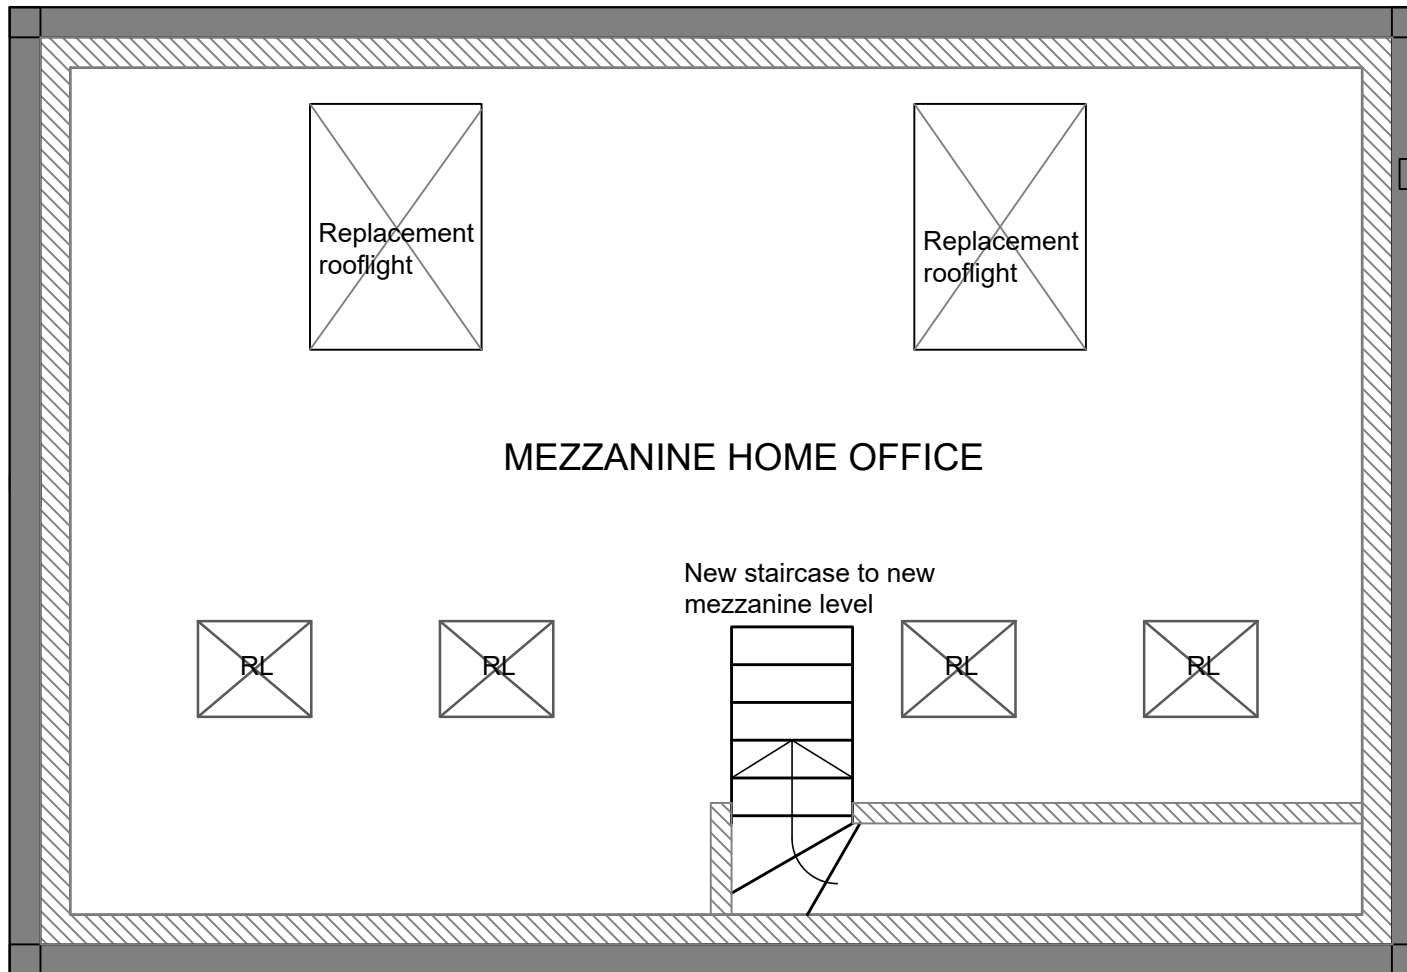 Replacement
rooflight
Replacement
rooflight
MEZZANINE HOME OFFICE
New staircase to new
mezzanine level
RL
RL
RL
RL